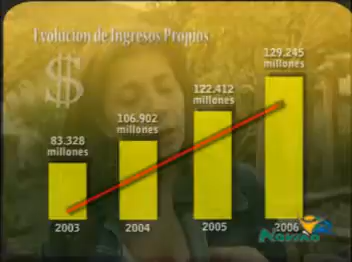 Evolucion de Ingresos Propios
$
129.245
millones
122.412
millones
106.902
millones
83.328
millones
2003 2004 2005 2006